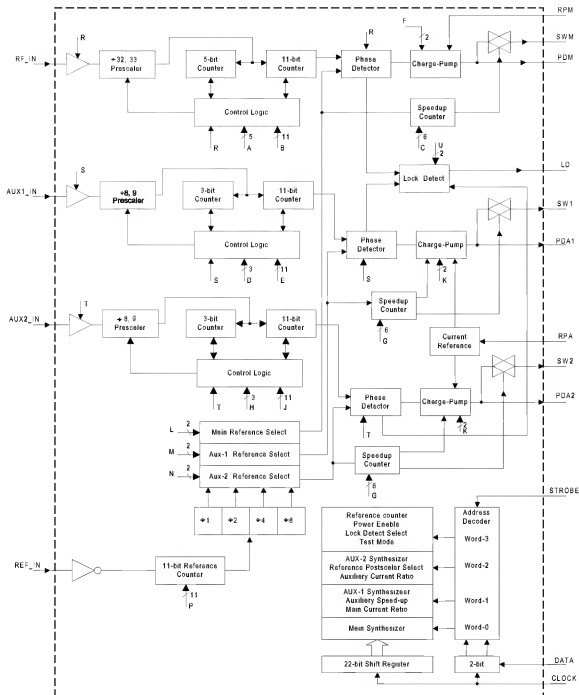 RPM
F
R
R
2
SWM
RF_IN
÷32, 33
Prescaler
5-bit
Counter
11-bit
Counter
Phase
Detector
Charge-Pump
PDM
Control Logic
Speedup
Counter
5
11
R
A
B
6
C
U
2
S
Lock Detect
LD
AUX1_IN
÷8, 9
Prescaler
3-bit
Counter
11-bit
Counter
SW1
Control Logic
Phase
Detector
Charge-Pump
PDA1
3
11
S
D
E
S
2
K
T
Speedup
Counter
AUX2_IN
÷ 8, 9
Prescaler
3-bit
Counter
11-bit
Counter
6
G
Current
Reference
RPA
Control Logic
SW2
3
11
T
H
J
Phase
Detector
Charge-Pump
PDA2
L
2
Main Reference Select
T
2
K
M
2
Aux-1 Reference Select
N
2
Aux-2 Reference Select
Speedup
Counter
6
G
STROBE
÷1
÷2
÷4
÷8
Reference counter
Power Enable
Lock Detect Select
Test Mode
Address
Decoder
Word-3
REF_IN
11-bit Reference
Counter
AUX-2 Synthesizer
Reference Postscaler Select
Auxiliary Current Ratio
Word-2
11
P
AUX-1 Synthesizer
Auxiliary Speed-up
Main Current Ratio
Word-1
Main Synthesizer
Word-0
22-bit Shift Register
2-bit
DATA
CLOCK